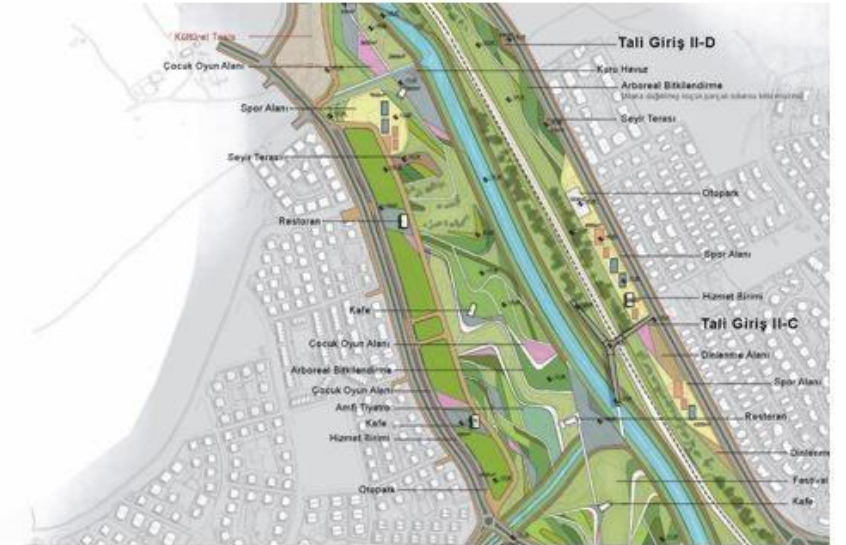 Kültürel Tesis
Çocuk Oyun Alanı
Spor Alanı
Seyir Terası
Restoran
Kafe
Çocuk Oyun Alanı
Arboreal Bitkilendirme
Çocuk Oyun Alanı
Amfi Tiyatro
Kafe
Hizmet Birimi
Otopark
Tali Giriş II-D
Kuru Havuz
Arboreal Bitkilendirme
Seyir Terası
Otopark
Spor Alanı
Hizmet Birimi
Tali Giriş II-C
Dinlenme Alanı
Spor Alanı
Restoran
Dinlenme
Festival
Kafe